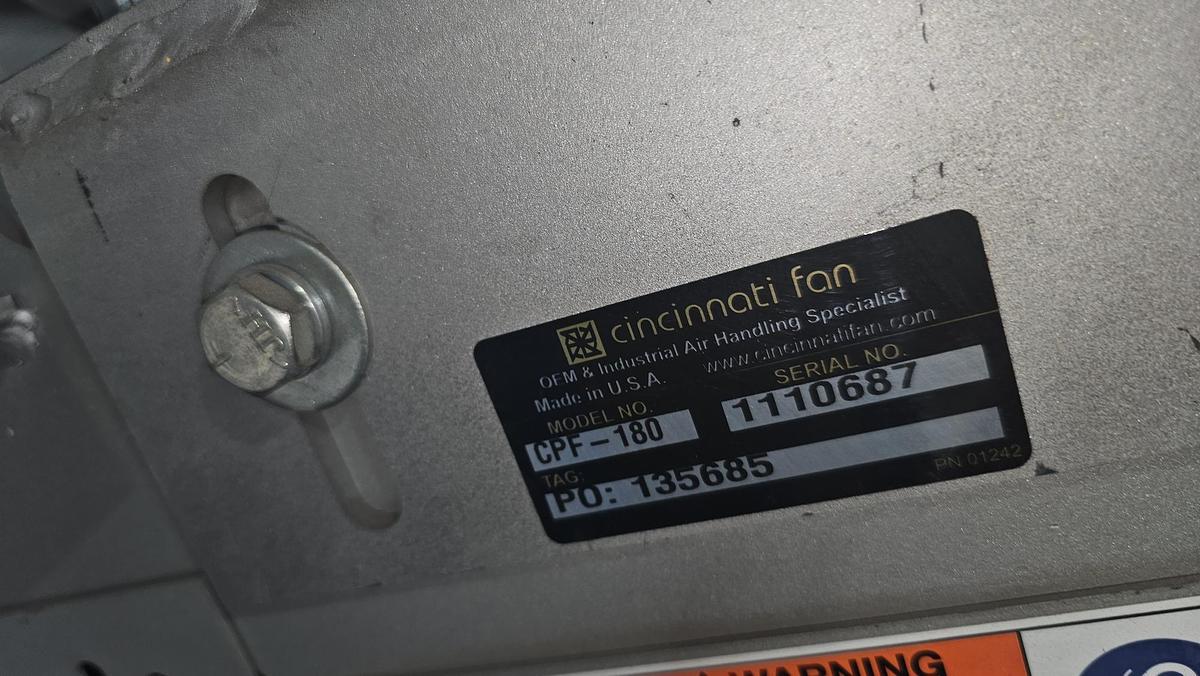 cincinnati fan
OEM & Industrial Air Handling Specialist
Made in U.S.A.
www.cincinnatifan.com
MODEL NO.
SERIAL NO.
CPF-180
1110687
TAG:
PO: 135685
PN 01242
WARNING